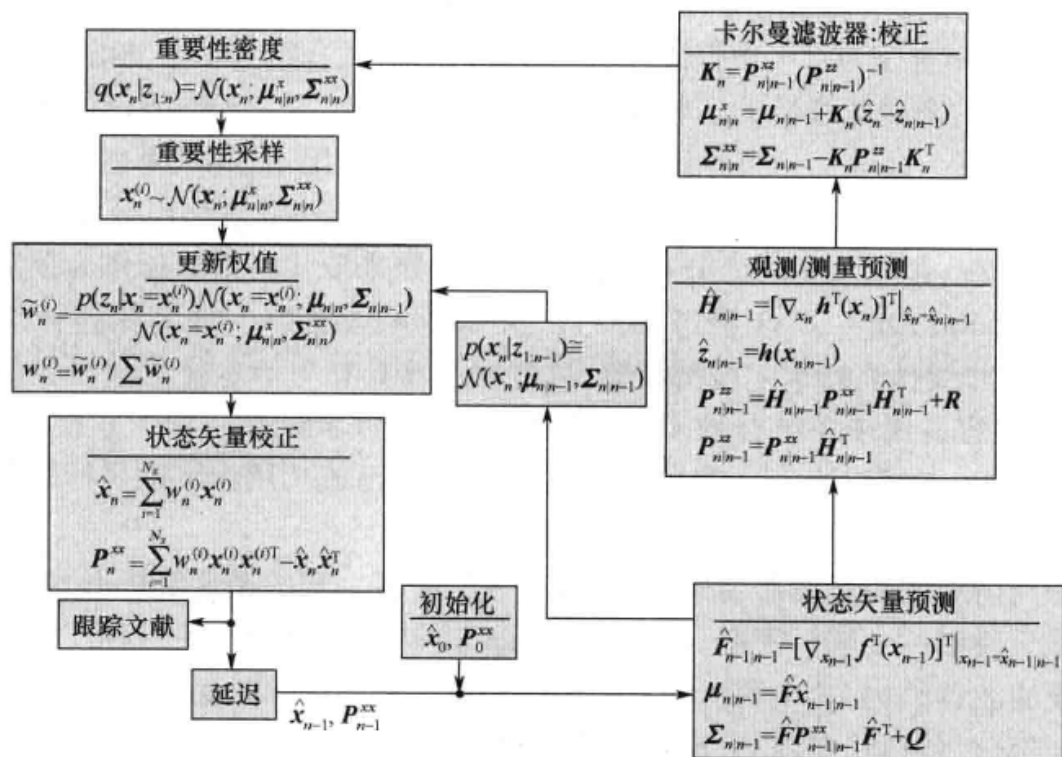 重要性密度
q(x_n|z_{1:n})=𝒩(x_n; μ^x_{n|n}, Σ^{xx}_{n|n})
重要性采样
x_n^{(i)}~𝒩(x_n; μ^x_{n|n}, Σ^{xx}_{n|n})
更新权值
w̃_n^{(i)}=p(z_n|x_n=x_n^{(i)})𝒩(x_n=x_n^{(i)}; μ_{n|n}, Σ_{n|n-1})/𝒩(x_n=x_n^{(i)}; μ^x_{n|n}, Σ^{xx}_{n|n})
w_n^{(i)}=w̃_n^{(i)}/∑w̃_n^{(i)}
状态矢量校正
x̂_n=∑_{i=1}^{N_s} w_n^{(i)}x_n^{(i)}
P_n^{xx}=∑_{i=1}^{N_s} w_n^{(i)}x_n^{(i)}x_n^{(i)T}-x̂_n x̂_n^T
跟踪文献
延迟
x̂_{n-1}, P_{n-1}^{xx}
初始化
x̂_0, P_0^{xx}
p(x_n|z_{1:n-1})≅
𝒩(x_n;μ_{n|n-1}, Σ_{n|n-1})
卡尔曼滤波器:校正
K_n=P^{xz}_{n|n-1}(P^{zz}_{n|n-1})^{-1}
μ^x_{n|n}=μ_{n|n-1}+K_n(ẑ_n-ẑ_{n|n-1})
Σ^{xx}_{n|n}=Σ_{n|n-1}-K_nP^{zz}_{n|n-1}K_n^T
观测/测量预测
Ĥ_{n|n-1}=[∇_{x_n}h^T(x_n)]^T|_{x̂_n=x̂_{n|n-1}}
ẑ_{n|n-1}=h(x_{n|n-1})
P^{zz}_{n|n-1}=Ĥ_{n|n-1}P^{xx}_{n|n-1}Ĥ^T_{n|n-1}+R
P^{xz}_{n|n-1}=P^{xx}_{n|n-1}Ĥ^T_{n|n-1}
状态矢量预测
F̂_{n-1|n-1}=[∇_{x_{n-1}}f^T(x_{n-1})]^T|_{x_{n-1}=x̂_{n-1|n-1}}
μ_{n|n-1}=F̂x̂_{n-1|n-1}
Σ_{n|n-1}=F̂P^{xx}_{n-1|n-1}F̂^T+Q